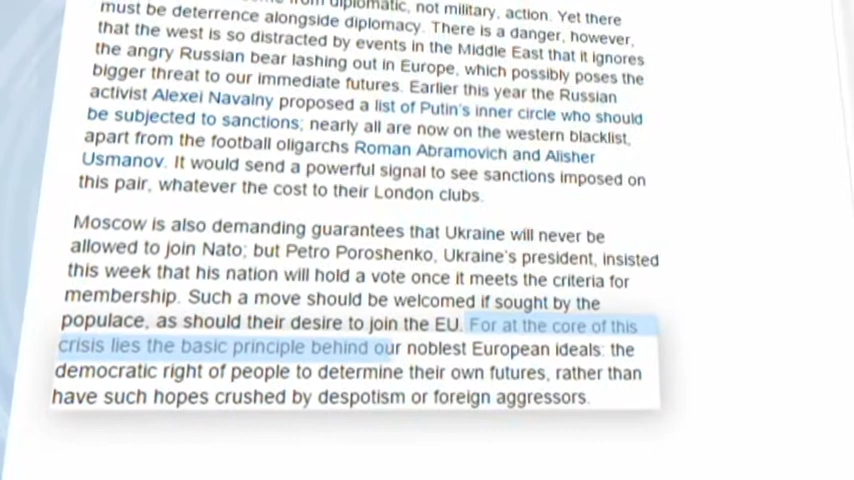 diplomatic, not military, action. Yet there
must be deterrence alongside diplomacy. There is a danger, however,
that the west is so distracted by events in the Middle East that it ignores
the angry Russian bear lashing out in Europe, which possibly poses the
bigger threat to our immediate futures. Earlier this year the Russian
activist Alexei Navalny proposed a list of Putin's inner circle who should
be subjected to sanctions; nearly all are now on the western blacklist,
apart from the football oligarchs Roman Abramovich and Alisher
Usmanov. It would send a powerful signal to see sanctions imposed on
this pair, whatever the cost to their London clubs.
Moscow is also demanding guarantees that Ukraine will never be
allowed to join Nato; but Petro Poroshenko, Ukraine's president, insisted
this week that his nation will hold a vote once it meets the criteria for
membership. Such a move should be welcomed if sought by the
populace, as should their desire to join the EU. For at the core of this
crisis lies the basic principle behind our noblest European ideals: the
democratic right of people to determine their own futures, rather than
have such hopes crushed by despotism or foreign aggressors.